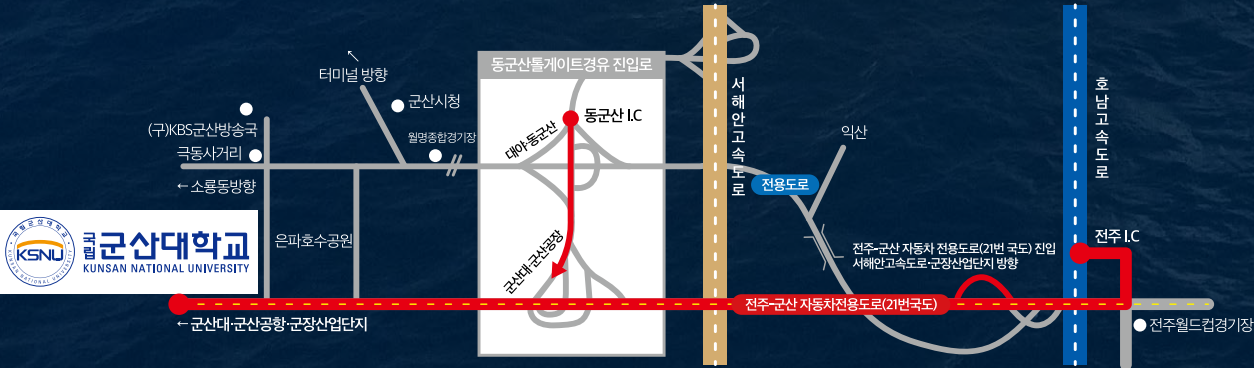 터미널 방향
군산시청
(구)KBS군산방송국
월명종합경기장
극동사거리
←소룡동방향
은파호수공원
KSNU
국립군산대학교
KUNSAN NATIONAL UNIVERSITY
←군산대·군산공항·군장산업단지
동군산톨게이트경유 진입로
동군산 I.C
대야·동군산
군산대·군산공장
서해안고속도로
전용도로
익산
호남고속도로
전주-군산 자동차 전용도로(21번 국도) 진입
서해안고속도로·군장산업단지 방향
전주 I.C
전주-군산 자동차전용도로(21번국도)
전주월드컵경기장